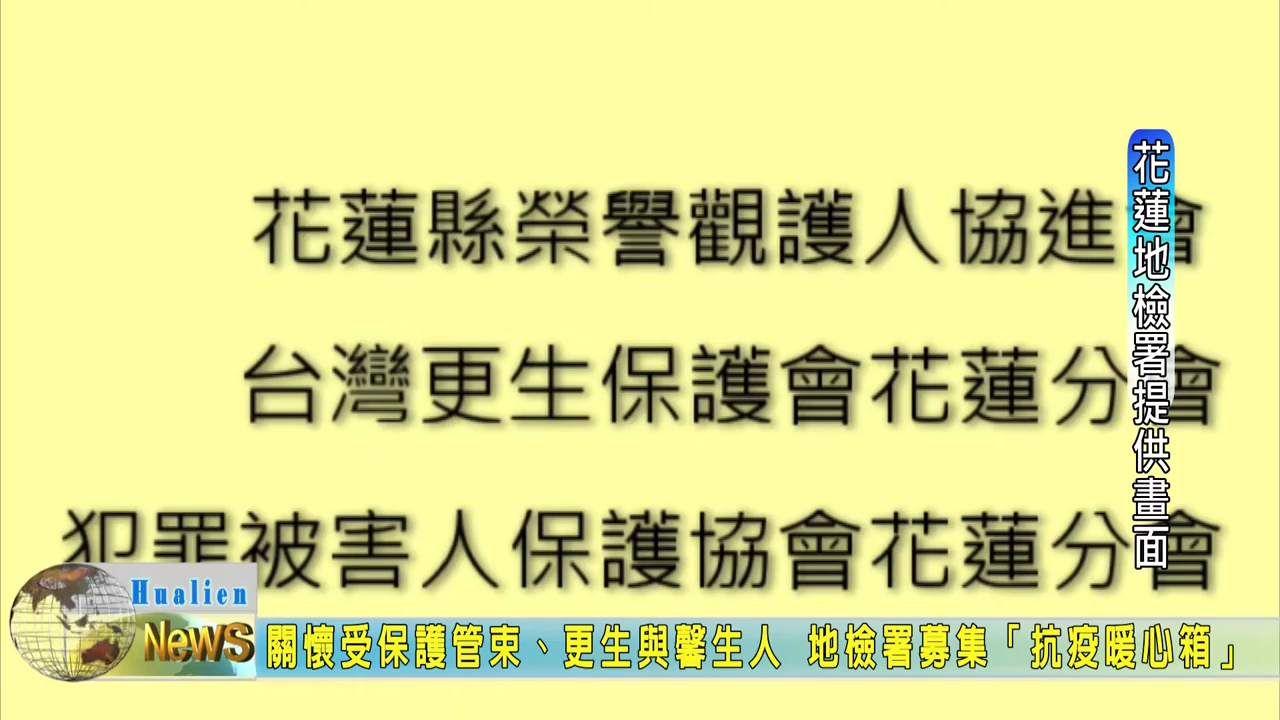 花蓮縣榮譽觀護人協進會
台灣更生保護會花蓮分會
犯罪被害人保護協會花蓮分會
花蓮地檢署提供畫面
Hualien
News
關懷受保護管束、更生與馨生人 地檢署募集「抗疫暖心箱」